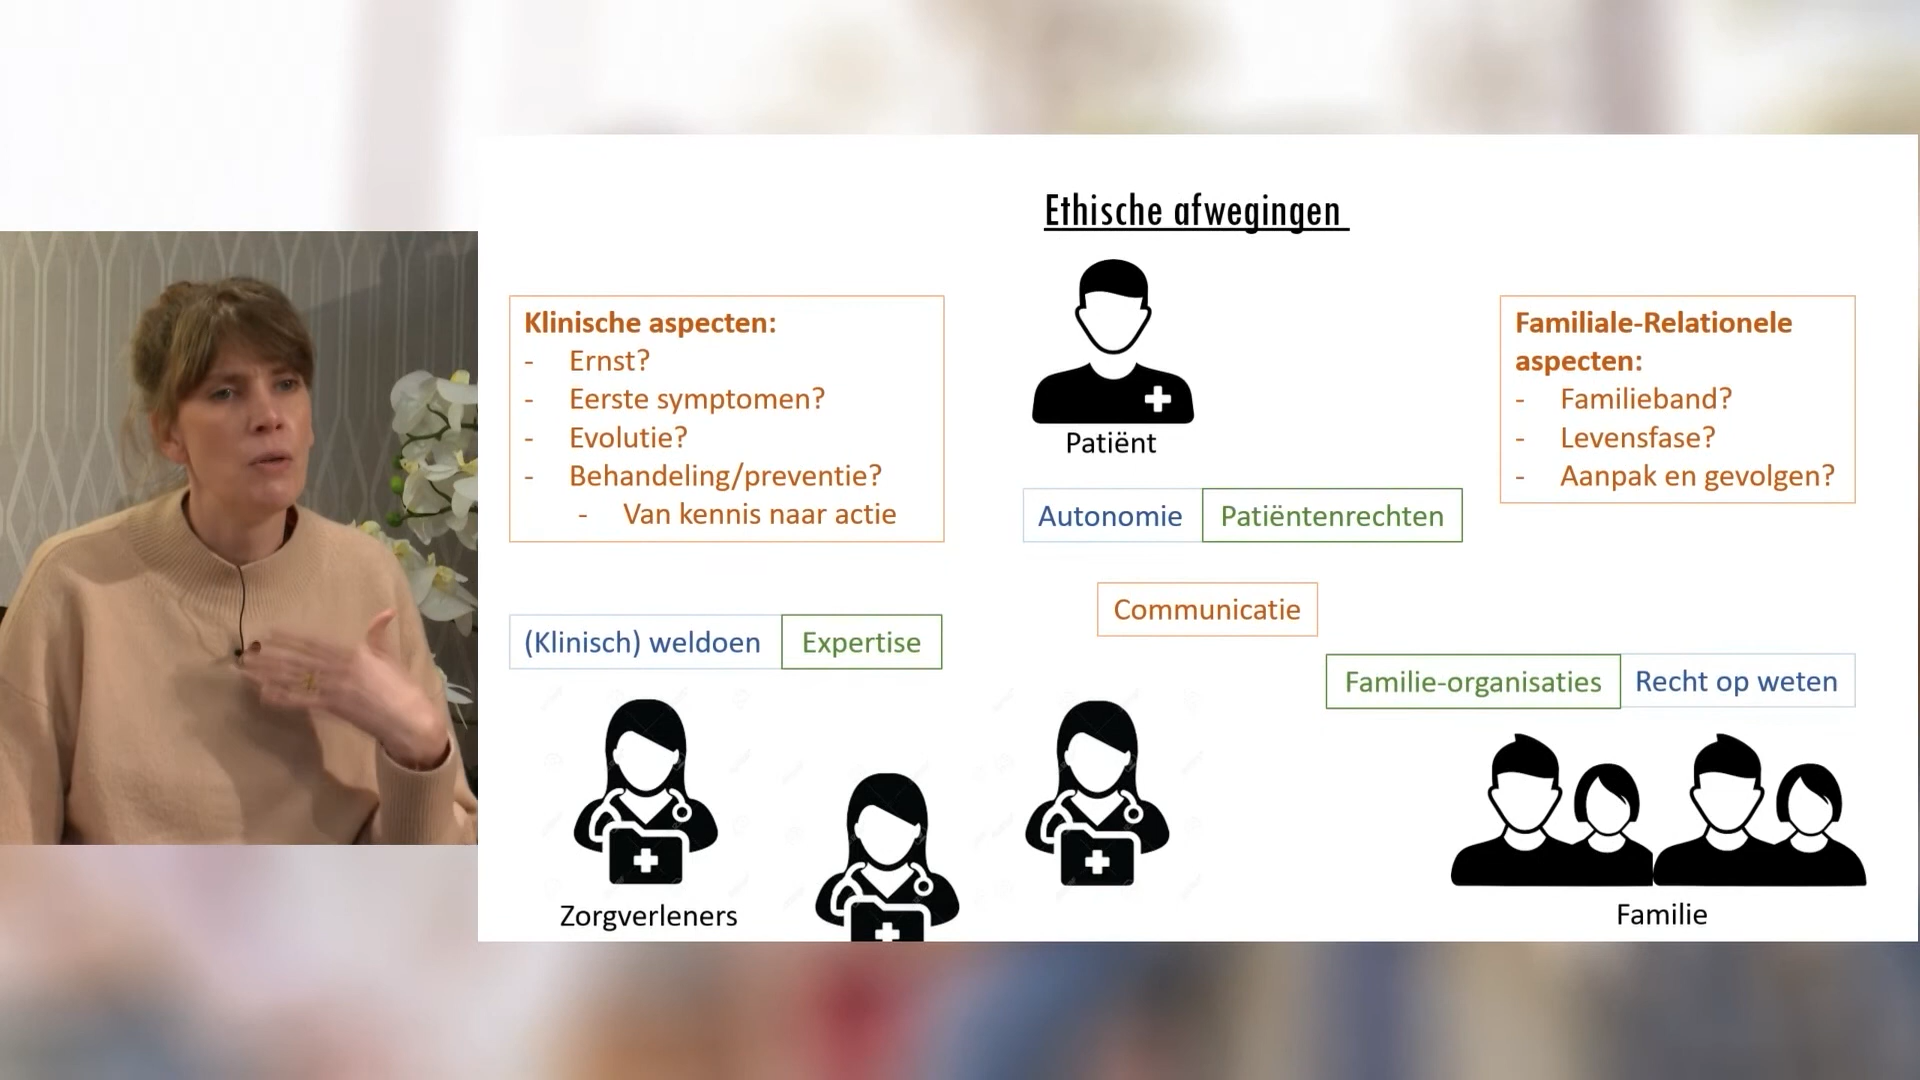 Ethische afwegingen
Klinische aspecten:
- Ernst?
- Eerste symptomen?
- Evolutie?
- Behandeling/preventie?
- Van kennis naar actie
Patiënt
Familiale-Relationele
aspecten:
- Familieband?
- Levensfase?
- Aanpak en gevolgen?
Autonomie Patiëntenrechten
Communicatie
(Klinisch) weldoen Expertise
Familie-organisaties Recht op weten
Zorgverleners
Familie